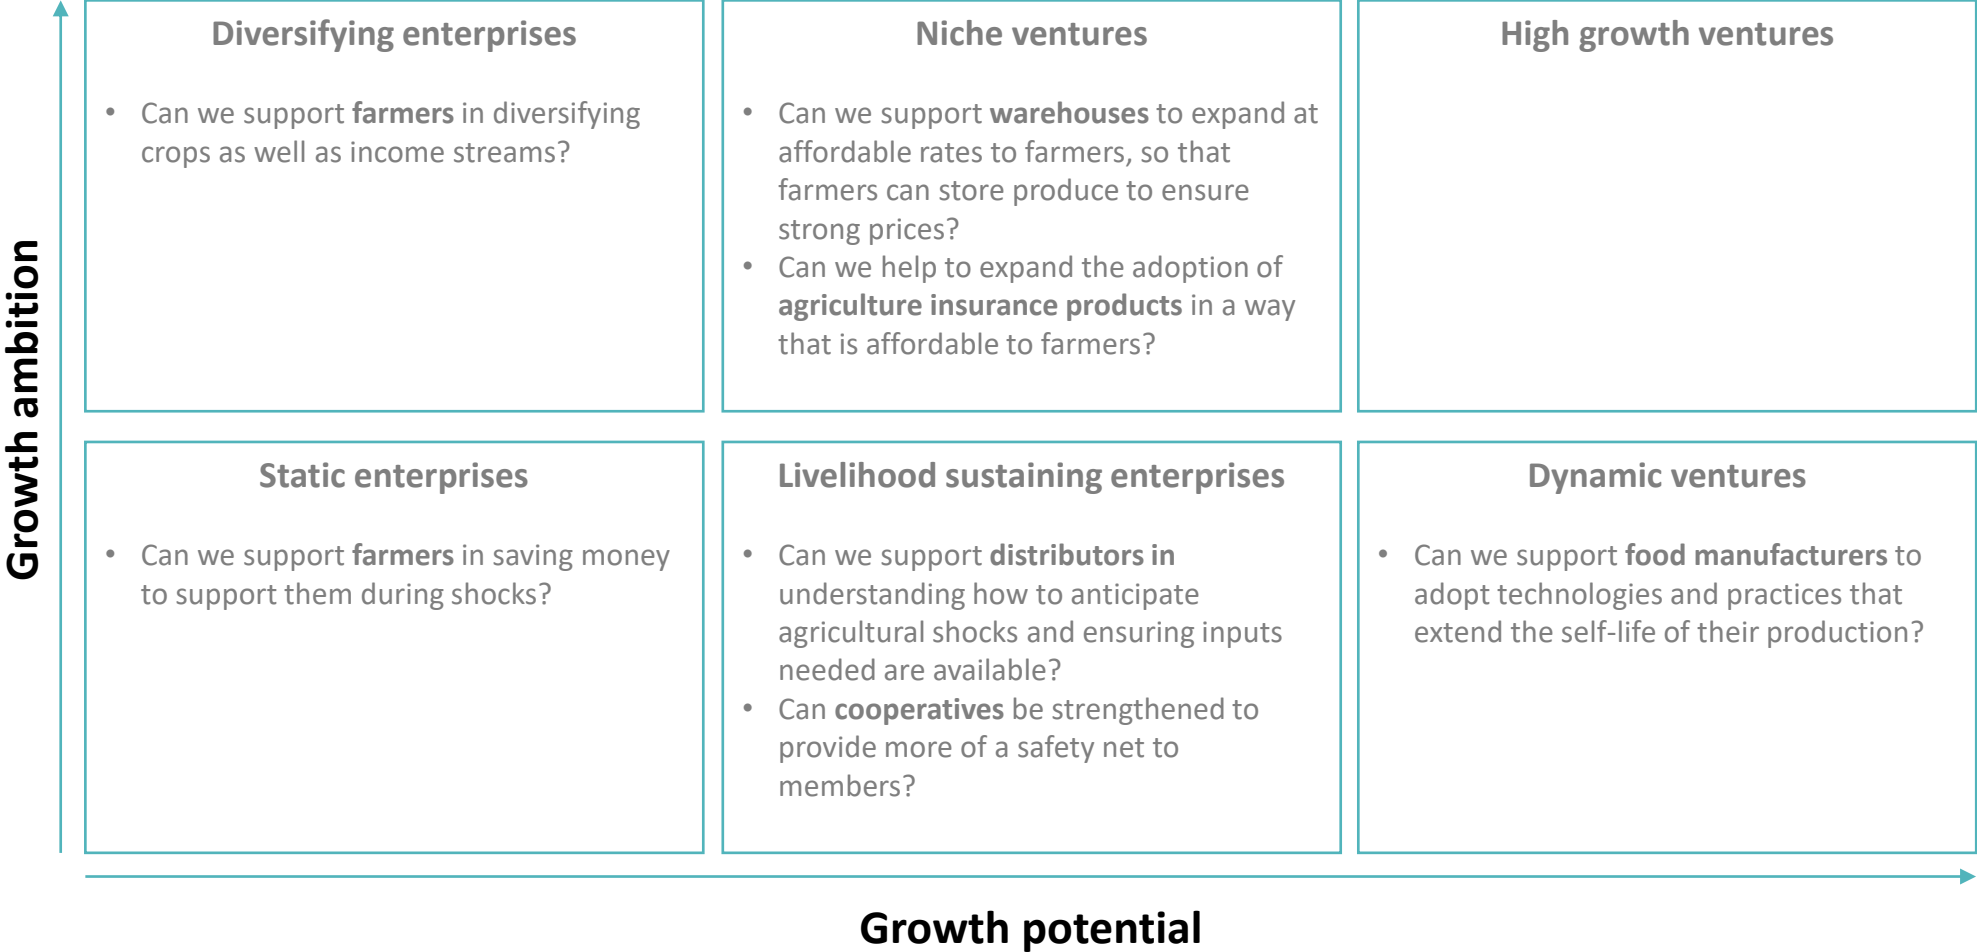 Growth ambition
Diversifying enterprises
• Can we support farmers in diversifying
crops as well as income streams?
Niche ventures
• Can we support warehouses to expand at
affordable rates to farmers, so that
farmers can store produce to ensure
strong prices?
• Can we help to expand the adoption of
agriculture insurance products in a way
that is affordable to farmers?
High growth ventures
Static enterprises
• Can we support farmers in saving money
to support them during shocks?
Livelihood sustaining enterprises
• Can we support distributors in
understanding how to anticipate
agricultural shocks and ensuring inputs
needed are available?
• Can cooperatives be strengthened to
provide more of a safety net to
members?
Dynamic ventures
• Can we support food manufacturers to
adopt technologies and practices that
extend the self-life of their production?
Growth potential